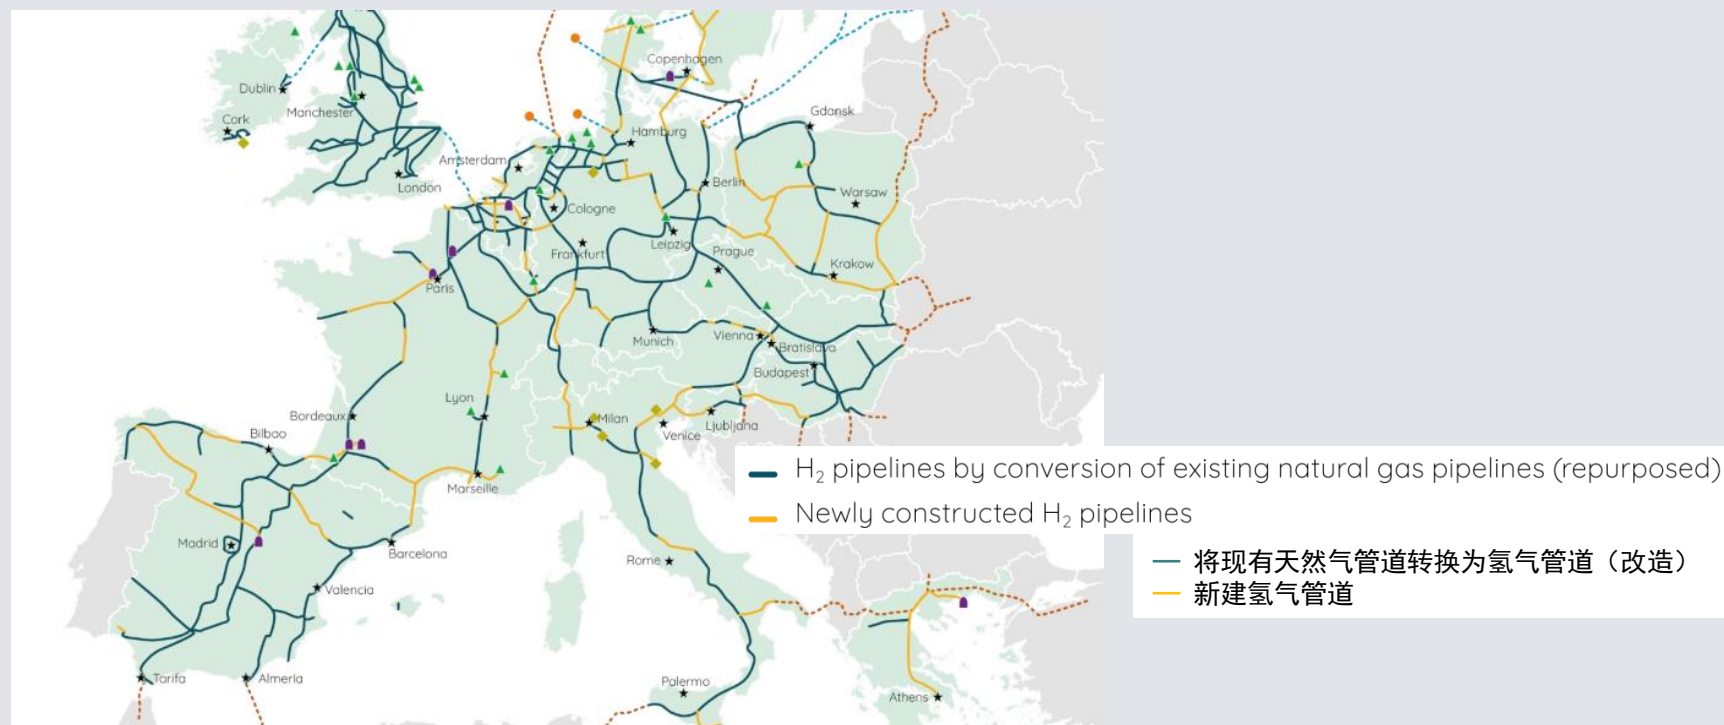 Copenhagen
Dublin
Manchester
Gdansk
Cork
Hamburg
Amsterdam
London
Berlin
Warsaw
Cologne
Leipzig
Frankfurt
Prague
Krakow
Paris
Munich
Vienna
Bratislava
Budapest
Lyon
Bordeaux
Milan
Venice
Ljubljana
Bilbao
Marseille
H₂ pipelines by conversion of existing natural gas pipelines (repurposed)
Newly constructed H₂ pipelines
将现有天然气管道转换为氢气管道（改造）
新建氢气管道
Madrid
Barcelona
Rome
Valencia
Tarifa
Almería
Palermo
Athens